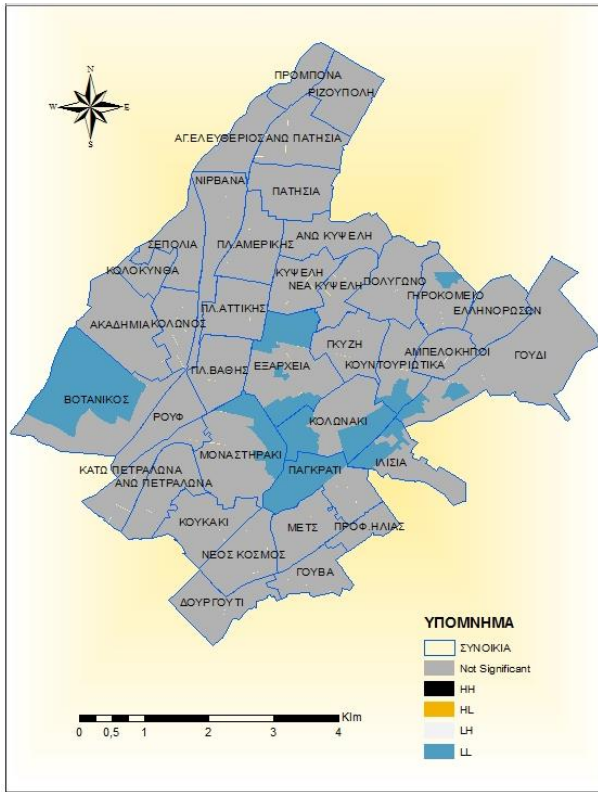 N
W E
S
ΠΡΟΜΠΟΝΑ
ΡΙΖΟΥΠΟΛΗ
ΑΓ.ΕΛΕΥΘΕΡΙΟΣ ΑΝΩ ΠΑΤΗΣΙΑ
ΝΙΡΒΑΝΑ
ΠΑΤΗΣΙΑ
ΣΕΠΟΛΙΑ
ΠΛ.ΑΜΕΡΙΚΗΣ
ΑΝΩ ΚΥΨΕΛΗ
ΚΟΛΟΚΥΝΘΑ
ΚΥΨΕΛΗ
ΝΕΑ ΚΥΨΕΛΗ
ΠΟΛΥΓΩΝΟ
ΓΗΡΟΚΟΜΕΙΟ
ΕΛΛΗΝΟΡΩΣΩΝ
ΠΛ.ΑΤΤΙΚΗΣ
ΑΚΑΔΗΜΙΑ
ΚΟΛΩΝΟΣ
ΓΚΥΖΗ
ΑΜΠΕΛΟΚΗΠΟΙ
ΓΟΥΔΙ
ΠΛ.ΒΑΘΗΣ
ΕΞΑΡΧΕΙΑ
ΚΟΥΝΤΟΥΡΙΩΤΙΚΑ
ΒΟΤΑΝΙΚΟΣ
ΡΟΥΦ
ΚΟΛΩΝΑΚΙ
ΜΟΝΑΣΤΗΡΑΚΙ
ΚΑΤΩ ΠΕΤΡΑΛΩΝΑ
ΠΑΓΚΡΑΤΙ
ΙΛΙΣΙΑ
ΑΝΩ ΠΕΤΡΑΛΩΝΑ
ΚΟΥΚΑΚΙ
ΜΕΤΣ
ΠΡΟΦ.ΗΛΙΑΣ
ΝΕΟΣ ΚΟΣΜΟΣ
ΓΟΥΒΑ
ΔΟΥΡΓΟΥΤΙ
ΥΠΟΜΝΗΜΑ
ΣΥΝΟΙΚΙΑ
Not Significant
HH
HL
LH
LL
Klm
0 0,5 1 2 3 4